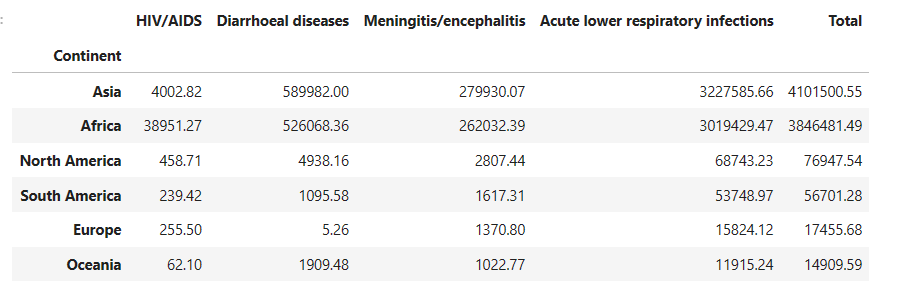 HIV/AIDS Diarrhoeal diseases Meningitis/encephalitis Acute lower respiratory infections Total
Continent
Asia 4002.82 589982.00 279930.07 3227585.66 4101500.55
Africa 38951.27 526068.36 262032.39 3019429.47 3846481.49
North America 458.71 4938.16 2807.44 68743.23 76947.54
South America 239.42 1095.58 1617.31 53748.97 56701.28
Europe 255.50 5.26 1370.80 15824.12 17455.68
Oceania 62.10 1909.48 1022.77 11915.24 14909.59